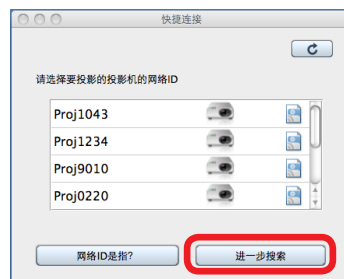 快捷连接
请选择要投影的投影机的网络ID
Proj1043
Proj1234
Proj9010
Proj0220
网络ID是指?
进一步搜索